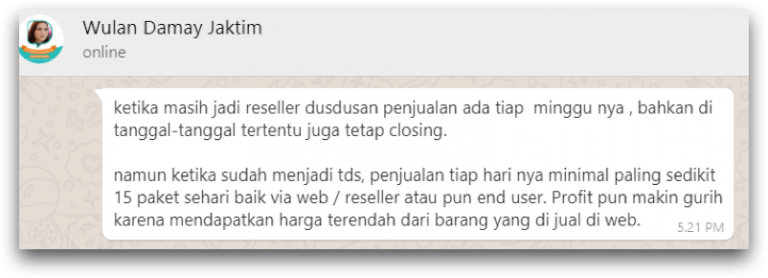 Wulan Damay Jaktim
online
ketika masih jadi reseller dusdusan penjualan ada tiap minggu nya , bahkan di
tanggal-tanggal tertentu juga tetap closing.
namun ketika sudah menjadi tds, penjualan tiap hari nya minimal paling sedikit
15 paket sehari baik via web / reseller atau pun end user. Profit pun makin gurih
karena mendapatkan harga terendah dari barang yang di jual di web.
5.21 PM